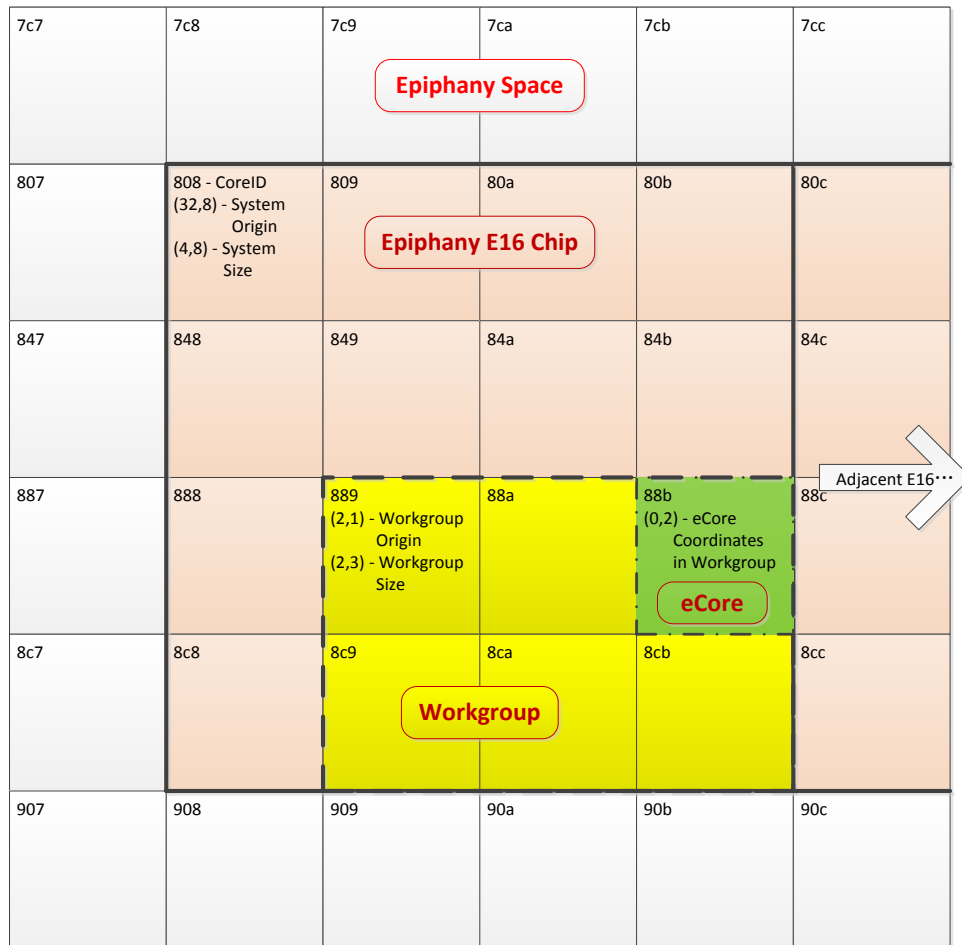 7c7
7c8
7c9
7ca
7cb
7cc
Epiphany Space
807
808 - CoreID
(32,8) - System
Origin
(4,8) - System
Size
809
80a
80b
80c
Epiphany E16 Chip
847
848
849
84a
84b
84c
Adjacent E16...
887
888
889
(2,1) - Workgroup
Origin
(2,3) - Workgroup
Size
88a
88b
(0,2) - eCore
Coordinates
in Workgroup
eCore
88c
8c7
8c8
8c9
8ca
8cb
8cc
Workgroup
907
908
909
90a
90b
90c